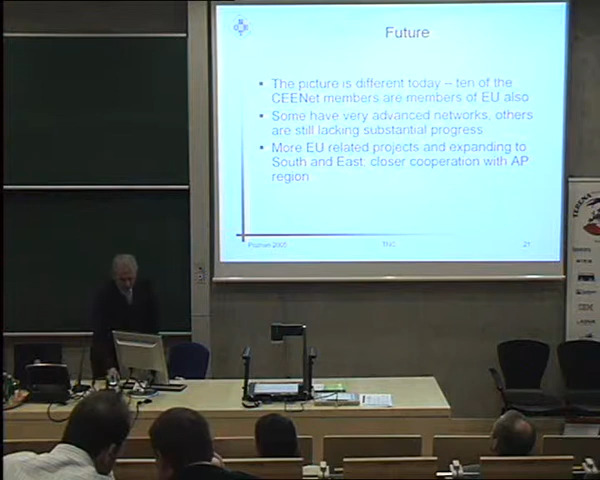 Future
• The picture is different today – ten of the
CEENet members are members of EU also
• Some have very advanced networks, others
are still lacking substantial progress
• More EU related projects and expanding to
South and East; closer cooperation with AP
region
Poznan 2005 TNC 21
TERENA